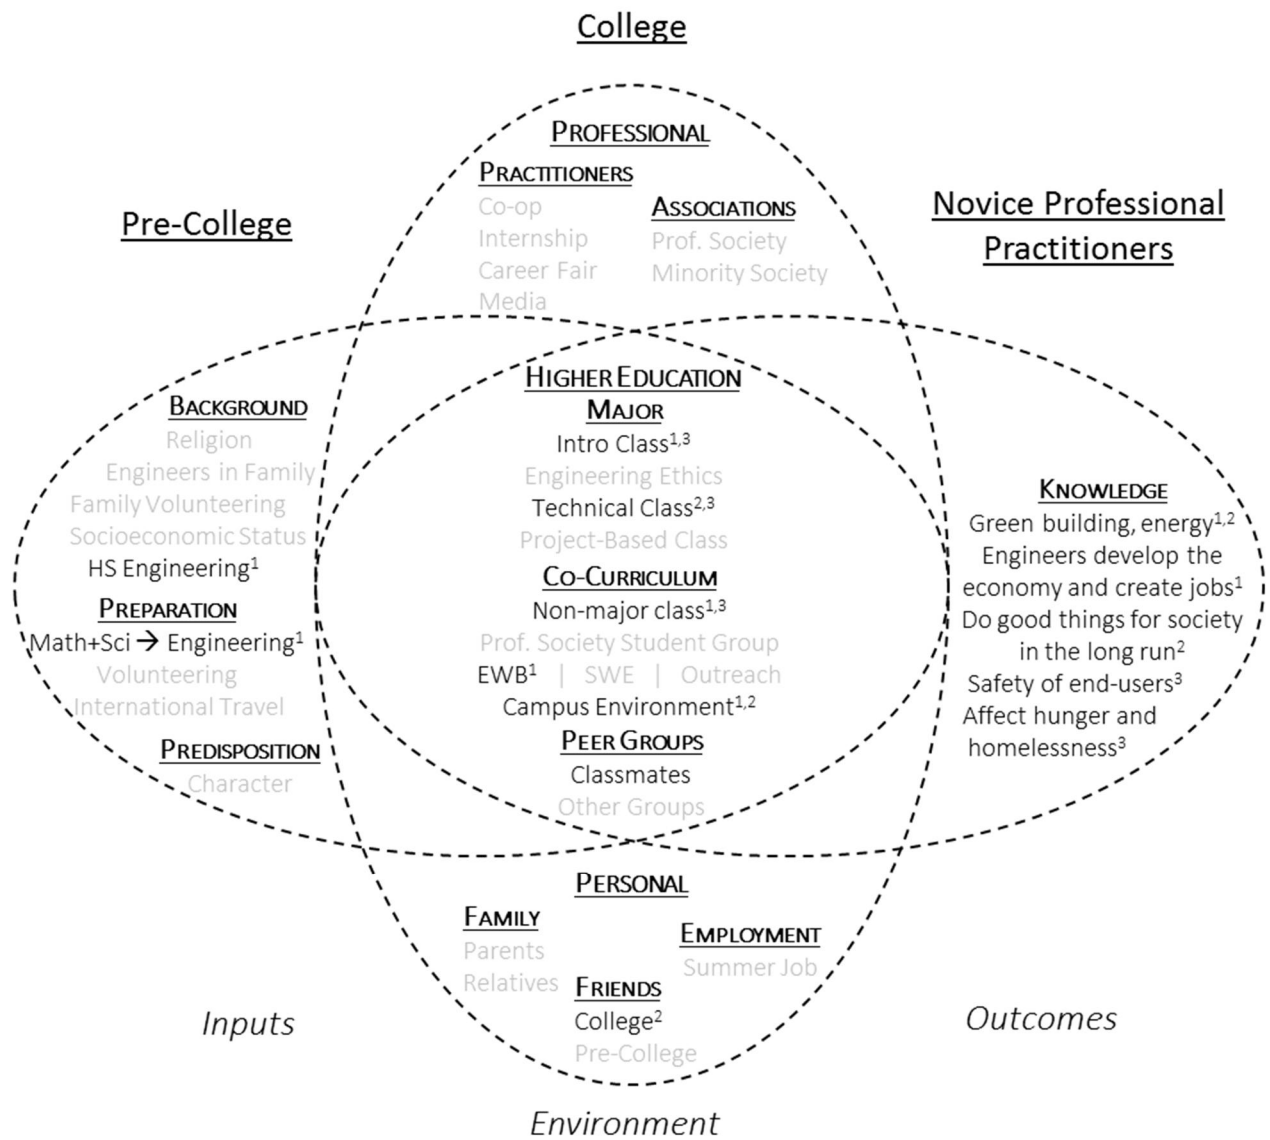 College
PROFESSIONAL
PRACTITIONERS
Co-op
Internship
Career Fair
Media
ASSOCIATIONS
Prof. Society
Minority Society
Pre-College
Novice Professional
Practitioners
BACKGROUND
Religion
Engineers in Family
Family Volunteering
Socioeconomic Status
HS Engineering¹
PREPARATION
Math+Sci → Engineering¹
Volunteering
International Travel
PREDISPOSITION
Character
HIGHER EDUCATION
MAJOR
Intro Class¹,³
Engineering Ethics
Technical Class²,³
Project-Based Class
CO-CURRICULUM
Non-major class¹,³
Prof. Society Student Group
EWB¹ | SWE | Outreach
Campus Environment¹,²
PEER GROUPS
Classmates
Other Groups
KNOWLEDGE
Green building, energy¹,²
Engineers develop the
economy and create jobs¹
Do good things for society
in the long run²
Safety of end-users³
Affect hunger and
homelessness³
PERSONAL
FAMILY
Parents
Relatives
EMPLOYMENT
Summer Job
FRIENDS
College²
Pre-College
Inputs
Outcomes
Environment